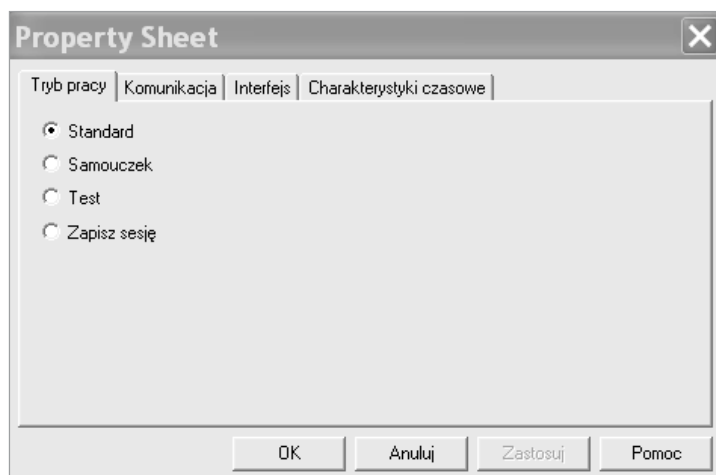 Property Sheet
Tryb pracy Komunikacja Interfejs Charakterystyki czasowe
Standard
Samouczek
Test
Zapisz sesję
OK Anuluj Zastosuj Pomoc